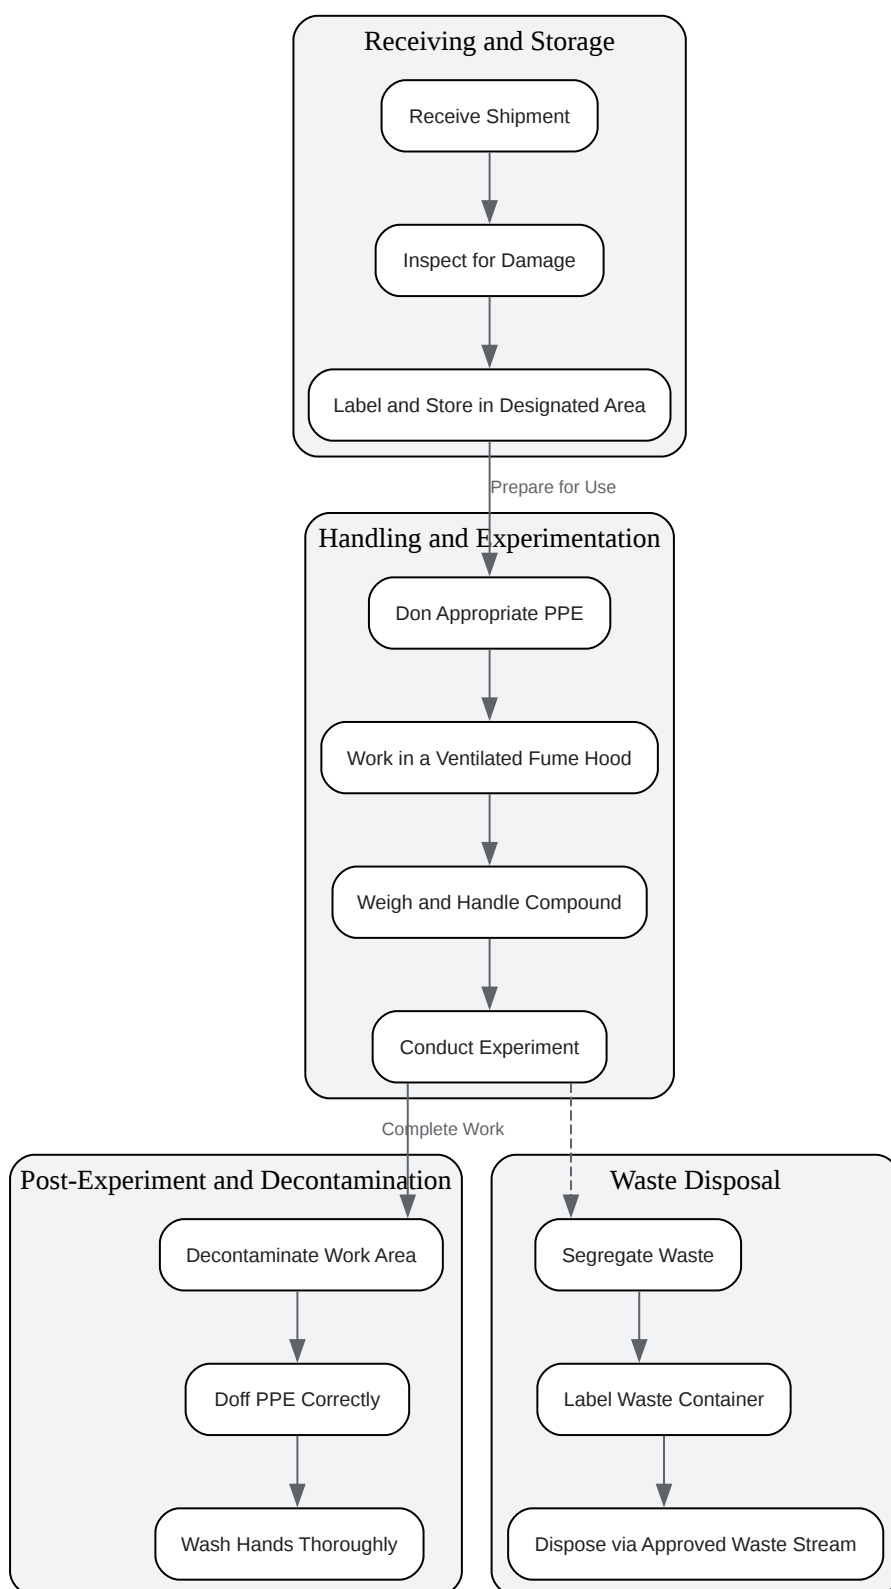 Receiving and Storage
Receive Shipment
Inspect for Damage
Label and Store in Designated Area
Prepare for Use
Handling and Experimentation
Don Appropriate PPE
Work in a Ventilated Fume Hood
Weigh and Handle Compound
Conduct Experiment
Complete Work
Post-Experiment and Decontamination
Decontaminate Work Area
Doff PPE Correctly
Wash Hands Thoroughly
Waste Disposal
Segregate Waste
Label Waste Container
Dispose via Approved Waste Stream